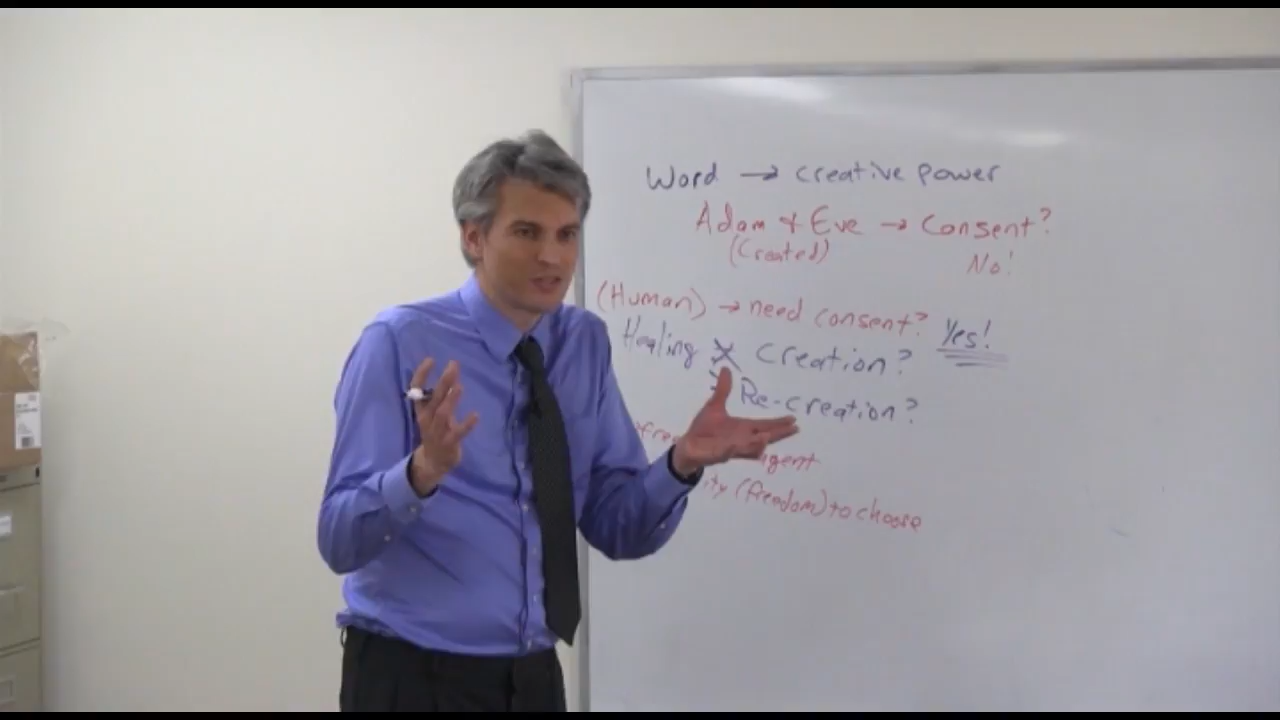 Word → creative power
Adam & Eve → Consent?
(Created) No!
(Human) → need consent? Yes!
Healing Creation?
Re-creation?
agent
(freedom) to choose